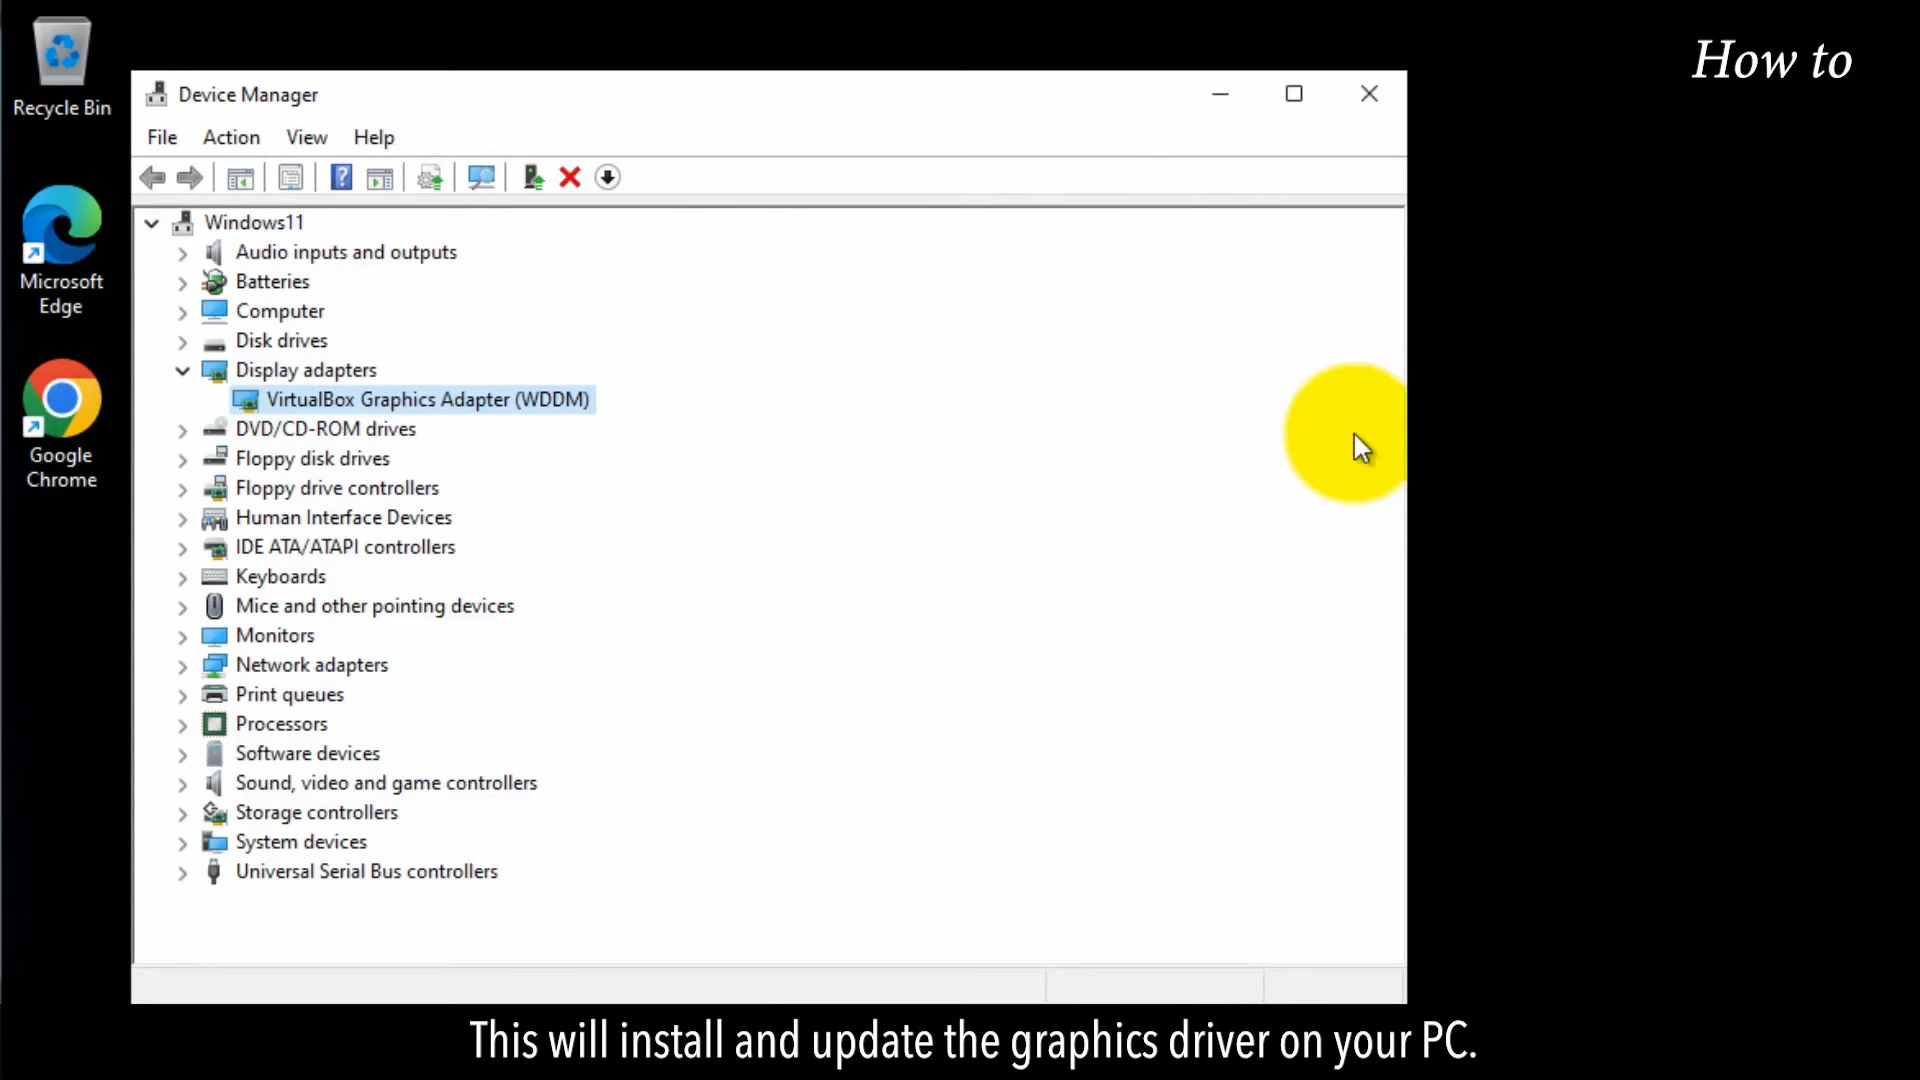 How to
Recycle Bin
Microsoft
Edge
Google
Chrome
Device Manager
File Action View Help
Windows11
Audio inputs and outputs
Batteries
Computer
Disk drives
Display adapters
VirtualBox Graphics Adapter (WDDM)
DVD/CD-ROM drives
Floppy disk drives
Floppy drive controllers
Human Interface Devices
IDE ATA/ATAPI controllers
Keyboards
Mice and other pointing devices
Monitors
Network adapters
Print queues
Processors
Software devices
Sound, video and game controllers
Storage controllers
System devices
Universal Serial Bus controllers
This will install and update the graphics driver on your PC.